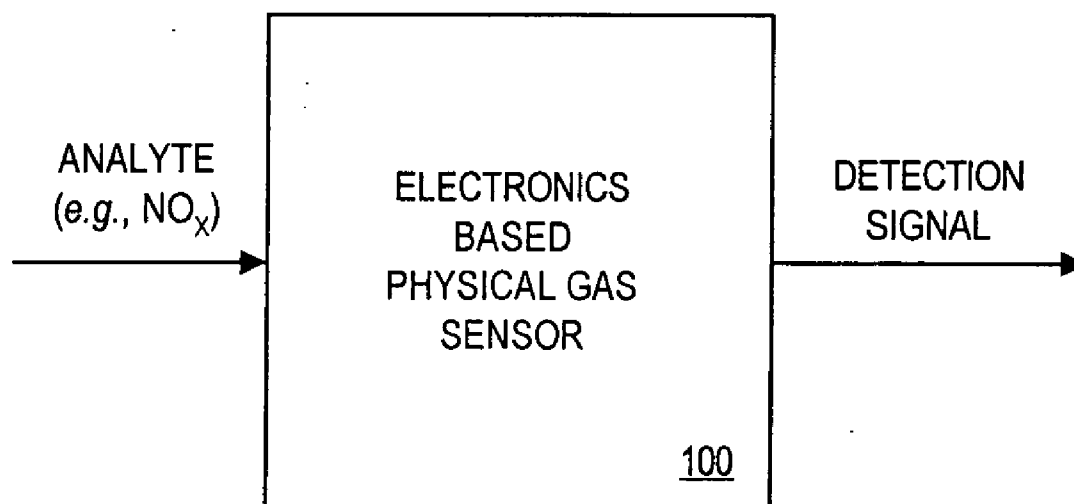 ANALYTE
(e.g., NOX)
ELECTRONICS
BASED
PHYSICAL GAS
SENSOR
100
DETECTION
SIGNAL